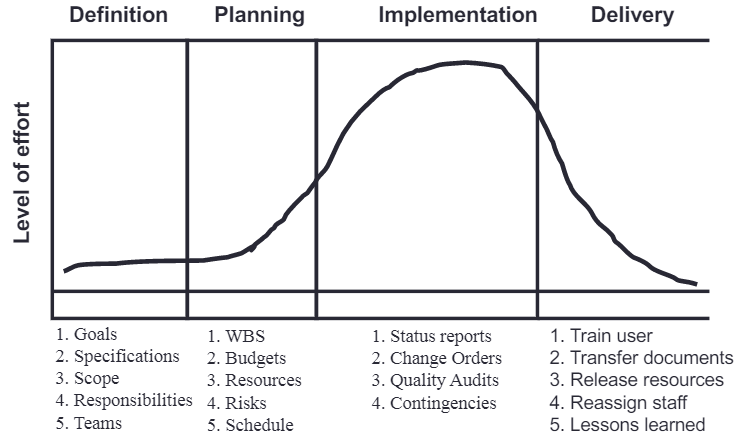 Definition
Planning
Implementation
Delivery
Level of effort
1. Goals
2. Specifications
3. Scope
4. Responsibilities
5. Teams
1. WBS
2. Budgets
3. Resources
4. Risks
5. Schedule
1. Status reports
2. Change Orders
3. Quality Audits
4. Contingencies
1. Train user
2. Transfer documents
3. Release resources
4. Reassign staff
5. Lessons learned